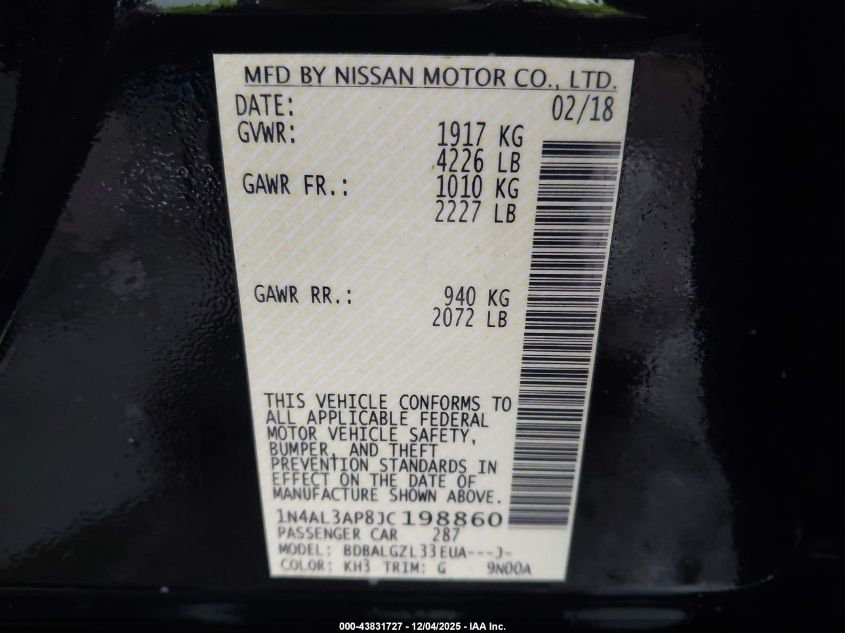 MFD BY NISSAN MOTOR CO., LTD.
DATE: 02/18
GVWR: 1917 KG
4226 LB
GAWR FR.: 1010 KG
2227 LB
GAWR RR.: 940 KG
2072 LB
THIS VEHICLE CONFORMS TO
ALL APPLICABLE FEDERAL
MOTOR VEHICLE SAFETY,
BUMPER, AND THEFT
PREVENTION STANDARDS IN
EFFECT ON THE DATE OF
MANUFACTURE SHOWN ABOVE.
1N4AL3AP8JC198860
PASSENGER CAR 287
MODEL: BDBALGZL33EUA---J-
COLOR: KH3 TRIM: G 9N00A
000-43831727 - 12/04/2025 - IAA Inc.